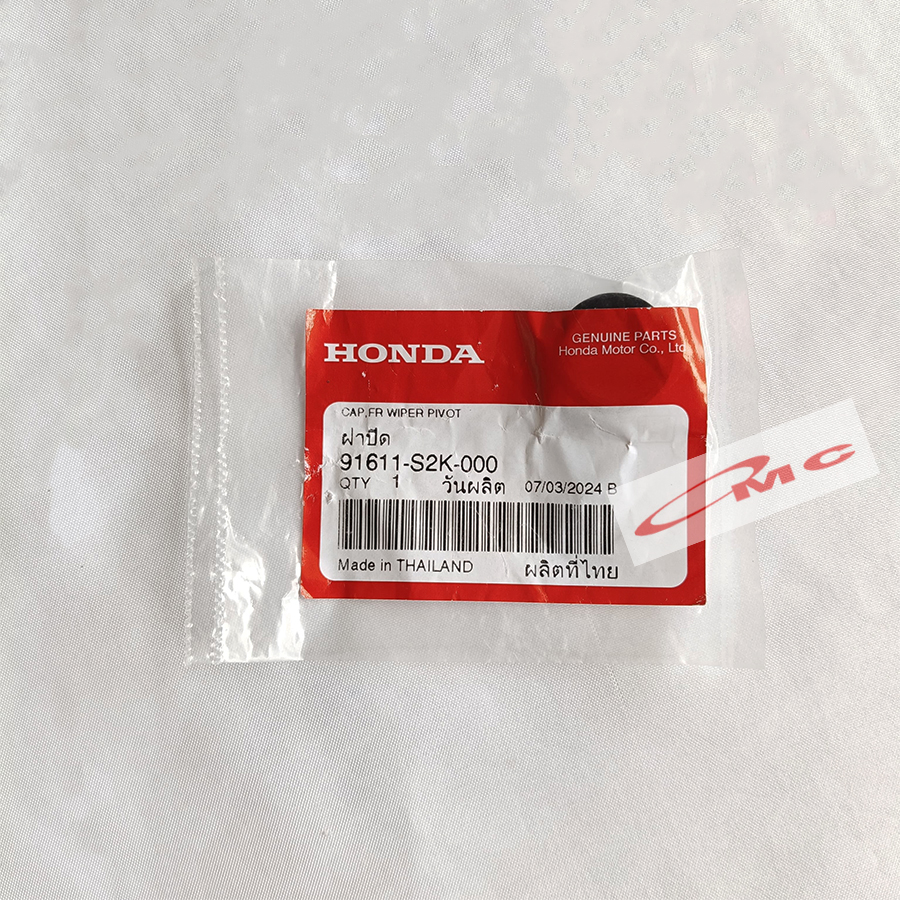 HONDA
GENUINE PARTS
Honda Motor Co., Ltd.
CAP,FR WIPER PIVOT
ฝาปิด
91611-S2K-000
QTY 1 วันผลิต 07/03/2024 B
Made in THAILAND ผลิตที่ไทย
CMC